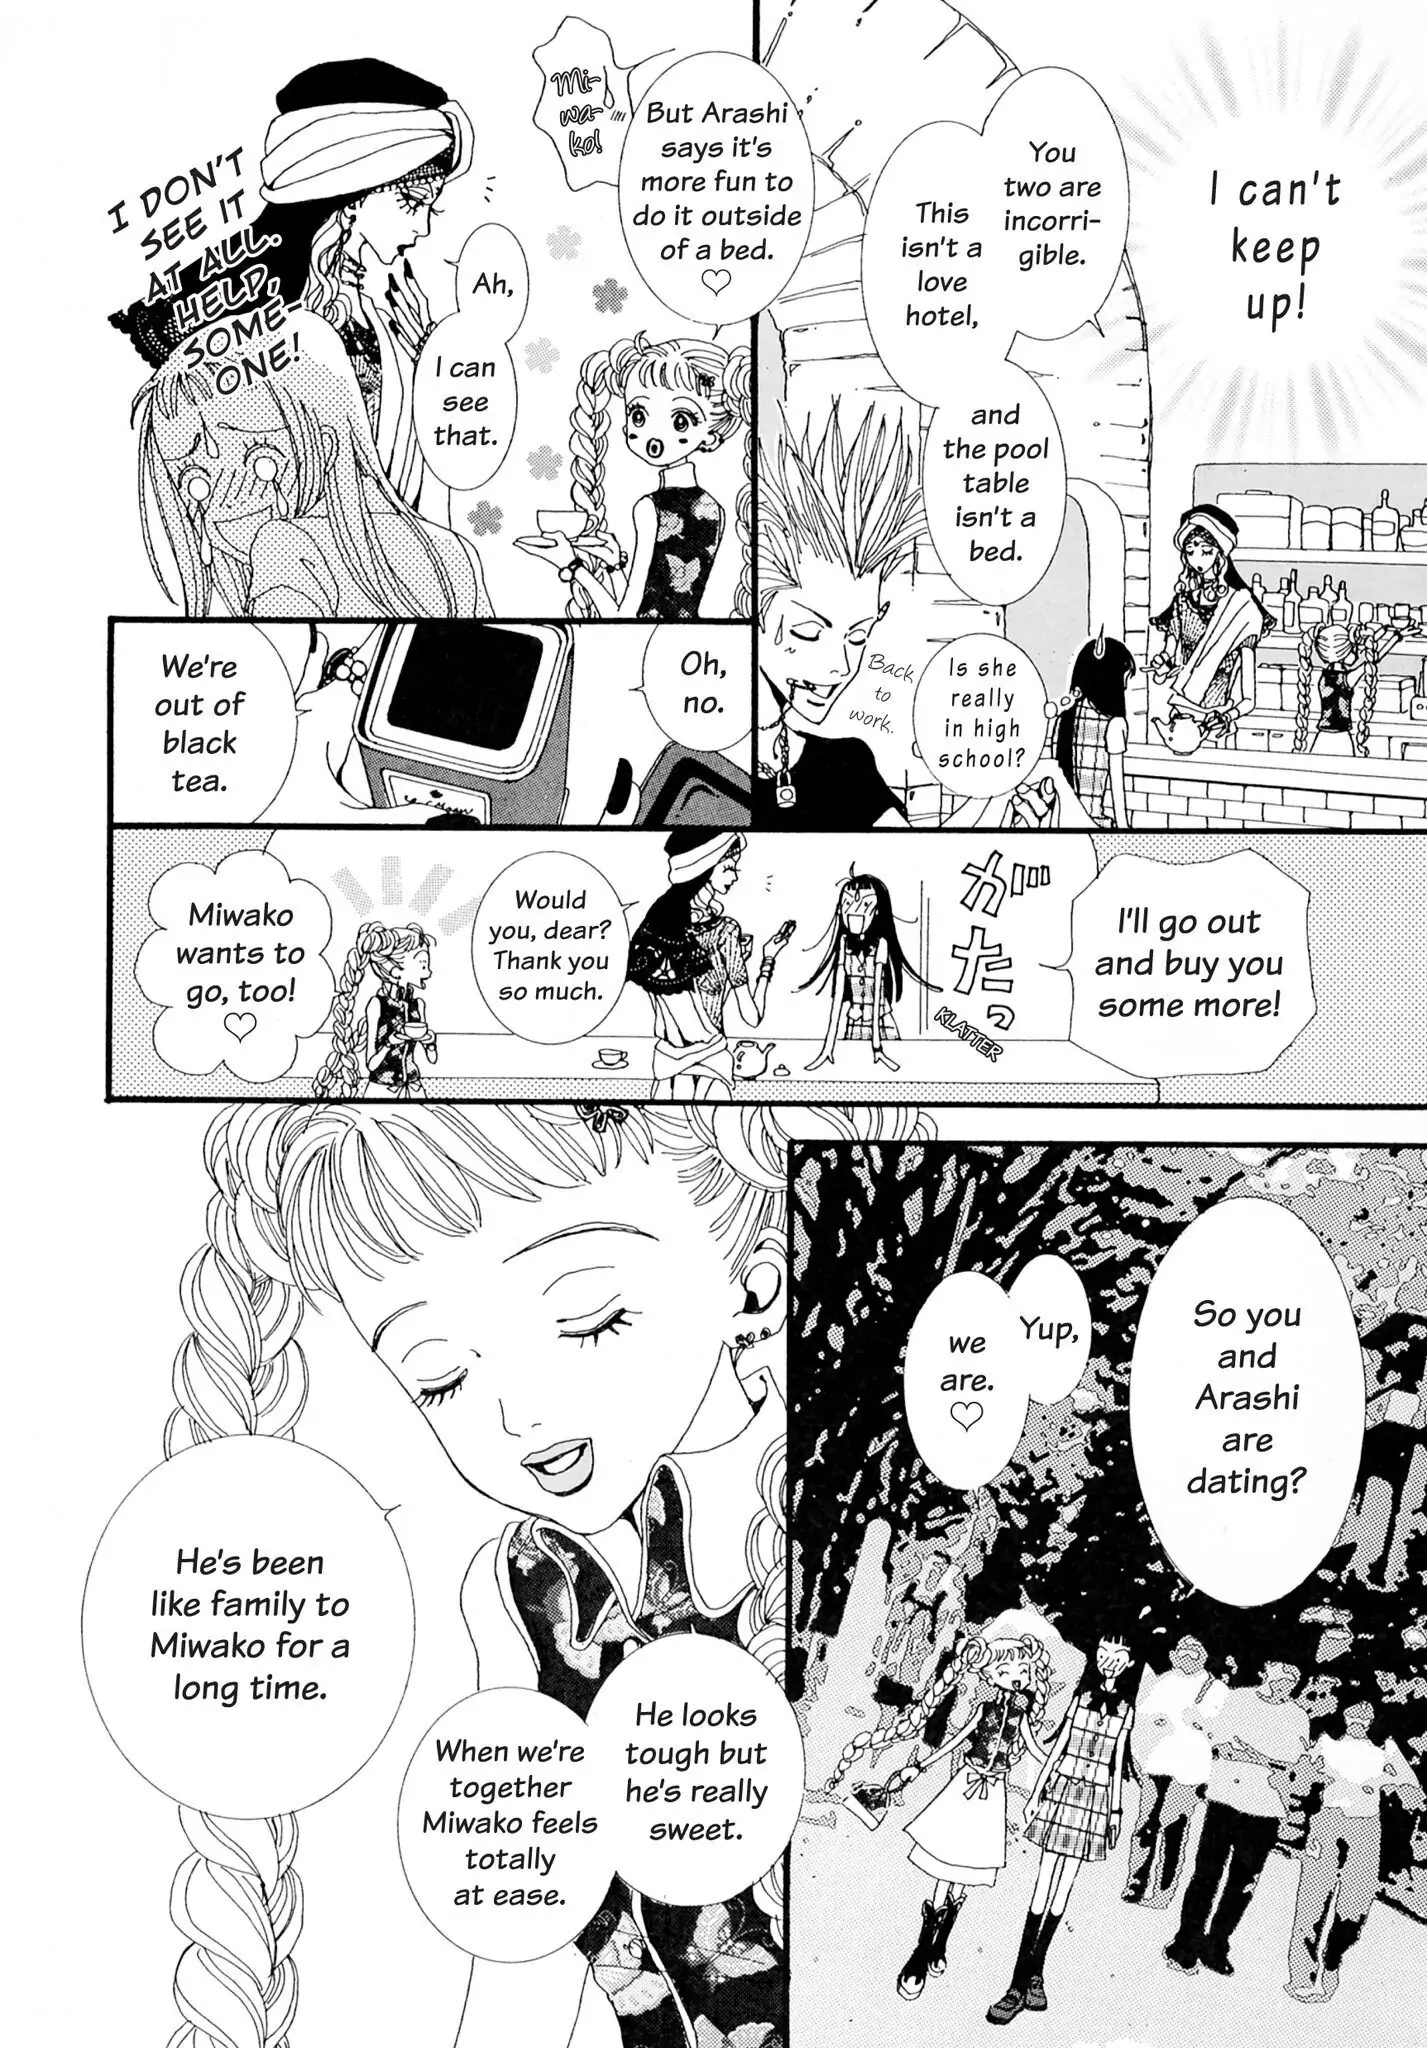 I can't
keep
up!
You
two are
incorri-
gible.
This
isn't a
love
hotel,
and
the pool
table
isn't a
bed.
Is she
really
in high
school?
Back
to
work.
But Arashi
says it's
more fun to
do it outside
of a bed.
♡
Mi-
wa-
ko!
Ah,
I can
see
that.
I DON'T
SEE IT
AT ALL.
HELP,
SOME-
ONE!
Oh,
no.
We're
out of
black
tea.
I'll go out
and buy you
some more!
ガタっ
KLATTER
Would
you, dear?
Thank you
so much.
Miwako
wants to
go, too!
♡
So you
and
Arashi
are
dating?
Yup,
we
are.
♡
He looks
tough but
he's really
sweet.
When we're
together
Miwako feels
totally
at ease.
He's been
like family to
Miwako for a
long time.